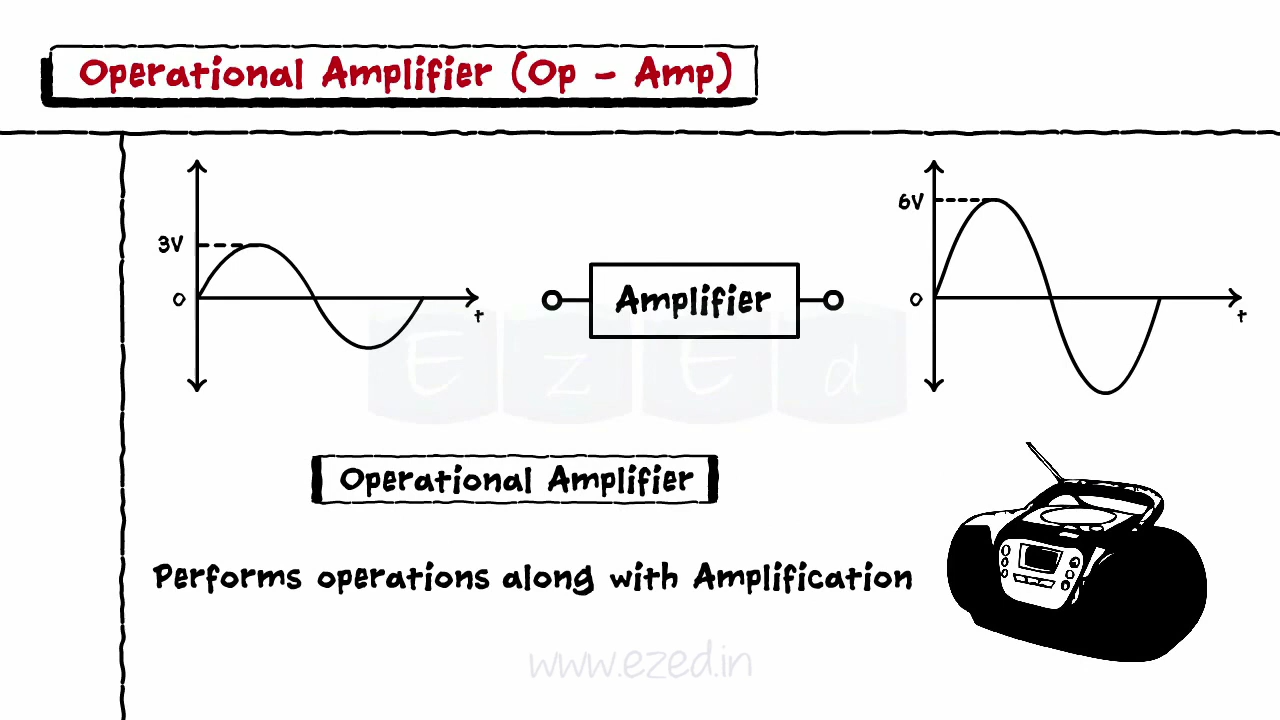 Operational Amplifier (Op - Amp)
3V
0
t
Amplifier
6V
0
t
EzEd
Operational Amplifier
Performs operations along with Amplification
www.ezed.in